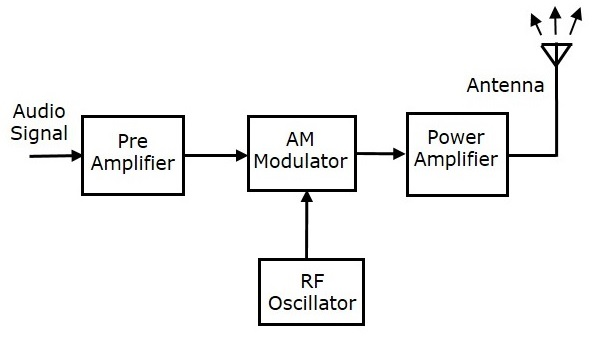 Audio
Signal
Pre
Amplifier
AM
Modulator
Power
Amplifier
Antenna
RF
Oscillator